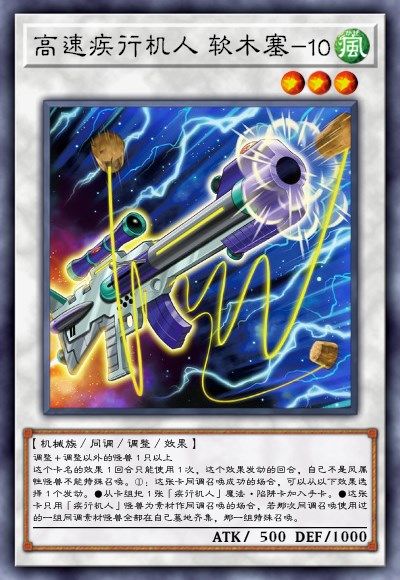 高速疾行机人 软木塞-10
風
【机械族／同调／调整／效果】
调整＋调整以外的怪兽1只以上
这个卡名的效果1回合只能使用1次，这个效果发动的回合，自己不是风属
性怪兽不能特殊召唤。①：这张卡同调召唤成功的场合，可以从以下效果选
择1个发动。●从卡组把1张「疾行机人」魔法·陷阱卡加入手卡。●这张
卡只用「疾行机人」怪兽为素材作同调召唤的场合，若那次同调召唤使用过
的一组同调素材怪兽全部在自己墓地齐集，那一组特殊召唤。
ATK/ 500 DEF/1000